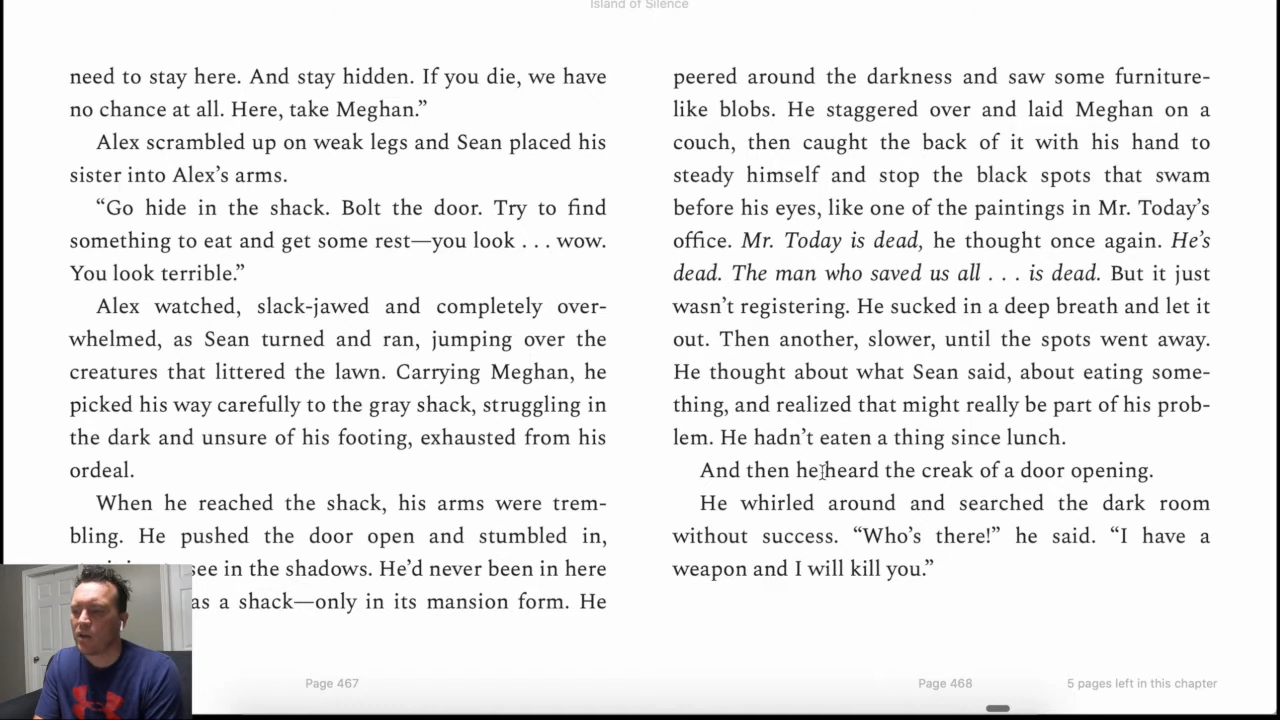 Island of Silence
need to stay here. And stay hidden. If you die, we have
no chance at all. Here, take Meghan.”
Alex scrambled up on weak legs and Sean placed his
sister into Alex’s arms.
“Go hide in the shack. Bolt the door. Try to find
something to eat and get some rest—you look . . . wow.
You look terrible.”
Alex watched, slack-jawed and completely over-
whelmed, as Sean turned and ran, jumping over the
creatures that littered the lawn. Carrying Meghan, he
picked his way carefully to the gray shack, struggling in
the dark and unsure of his footing, exhausted from his
ordeal.
When he reached the shack, his arms were trem-
bling. He pushed the door open and stumbled in,
see in the shadows. He’d never been in here
as a shack—only in its mansion form. He
Page 467
peered around the darkness and saw some furniture-
like blobs. He staggered over and laid Meghan on a
couch, then caught the back of it with his hand to
steady himself and stop the black spots that swam
before his eyes, like one of the paintings in Mr. Today’s
office. Mr. Today is dead, he thought once again. He’s
dead. The man who saved us all . . . is dead. But it just
wasn’t registering. He sucked in a deep breath and let it
out. Then another, slower, until the spots went away.
He thought about what Sean said, about eating some-
thing, and realized that might really be part of his prob-
lem. He hadn’t eaten a thing since lunch.
And then he heard the creak of a door opening.
He whirled around and searched the dark room
without success. “Who’s there!” he said. “I have a
weapon and I will kill you.”
Page 468
5 pages left in this chapter